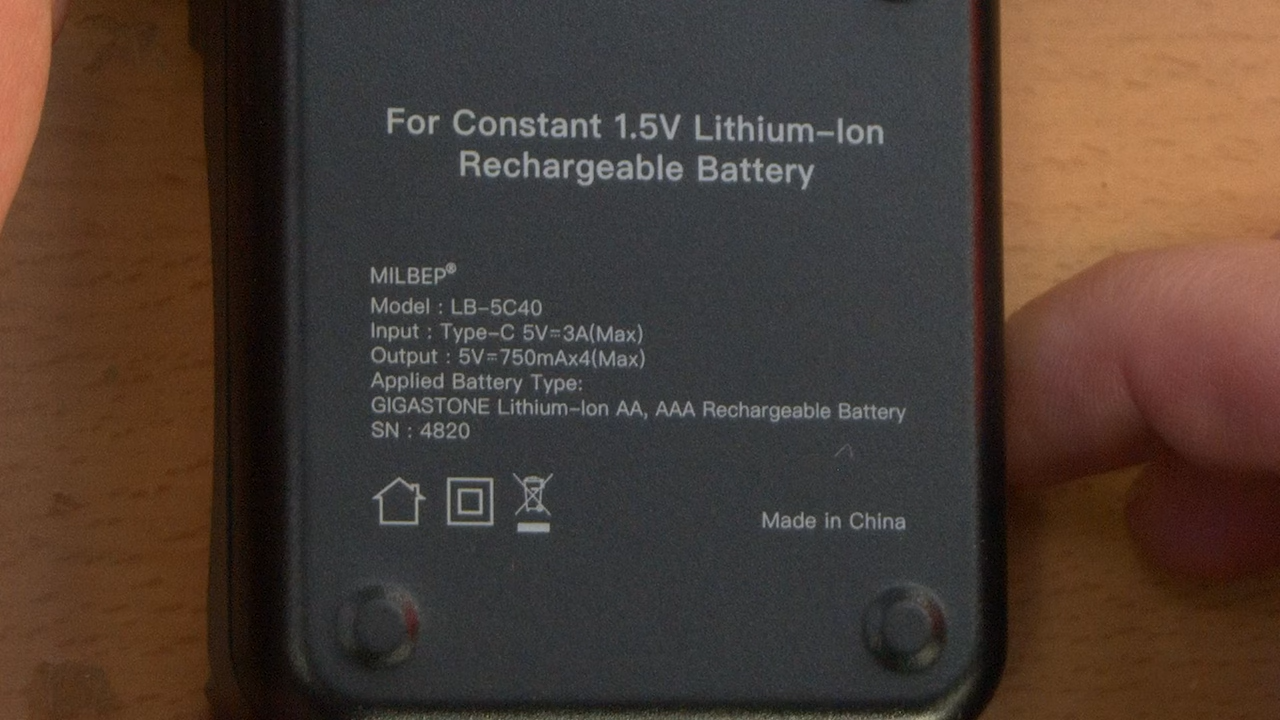 For Constant 1.5V Lithium-Ion
Rechargeable Battery
MILBEP®
Model : LB-5C40
Input : Type-C 5V=3A(Max)
Output : 5V=750mAx4(Max)
Applied Battery Type:
GIGASTONE Lithium-Ion AA, AAA Rechargeable Battery
SN : 4820
Made in China